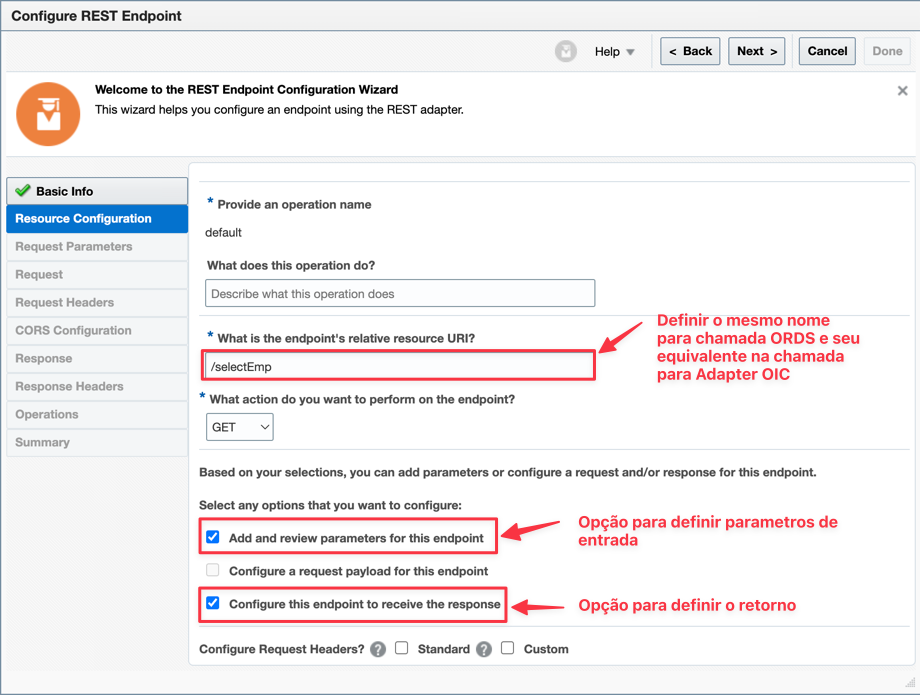 Configure REST Endpoint
Help
< Back
Next >
Cancel
Done
Welcome to the REST Endpoint Configuration Wizard
This wizard helps you configure an endpoint using the REST adapter.
Basic Info
Resource Configuration
Request Parameters
Request
Request Headers
CORS Configuration
Response
Response Headers
Operations
Summary
* Provide an operation name
default
What does this operation do?
Describe what this operation does
* What is the endpoint's relative resource URI?
/selectEmp
Definir o mesmo nome
para chamada ORDS e seu
equivalente na chamada
para Adapter OIC
* What action do you want to perform on the endpoint?
GET
Based on your selections, you can add parameters or configure a request and/or response for this endpoint.
Select any options that you want to configure:
Add and review parameters for this endpoint
Opção para definir parametros de
entrada
Configure a request payload for this endpoint
Configure this endpoint to receive the response
Opção para definir o retorno
Configure Request Headers? ? Standard ? Custom